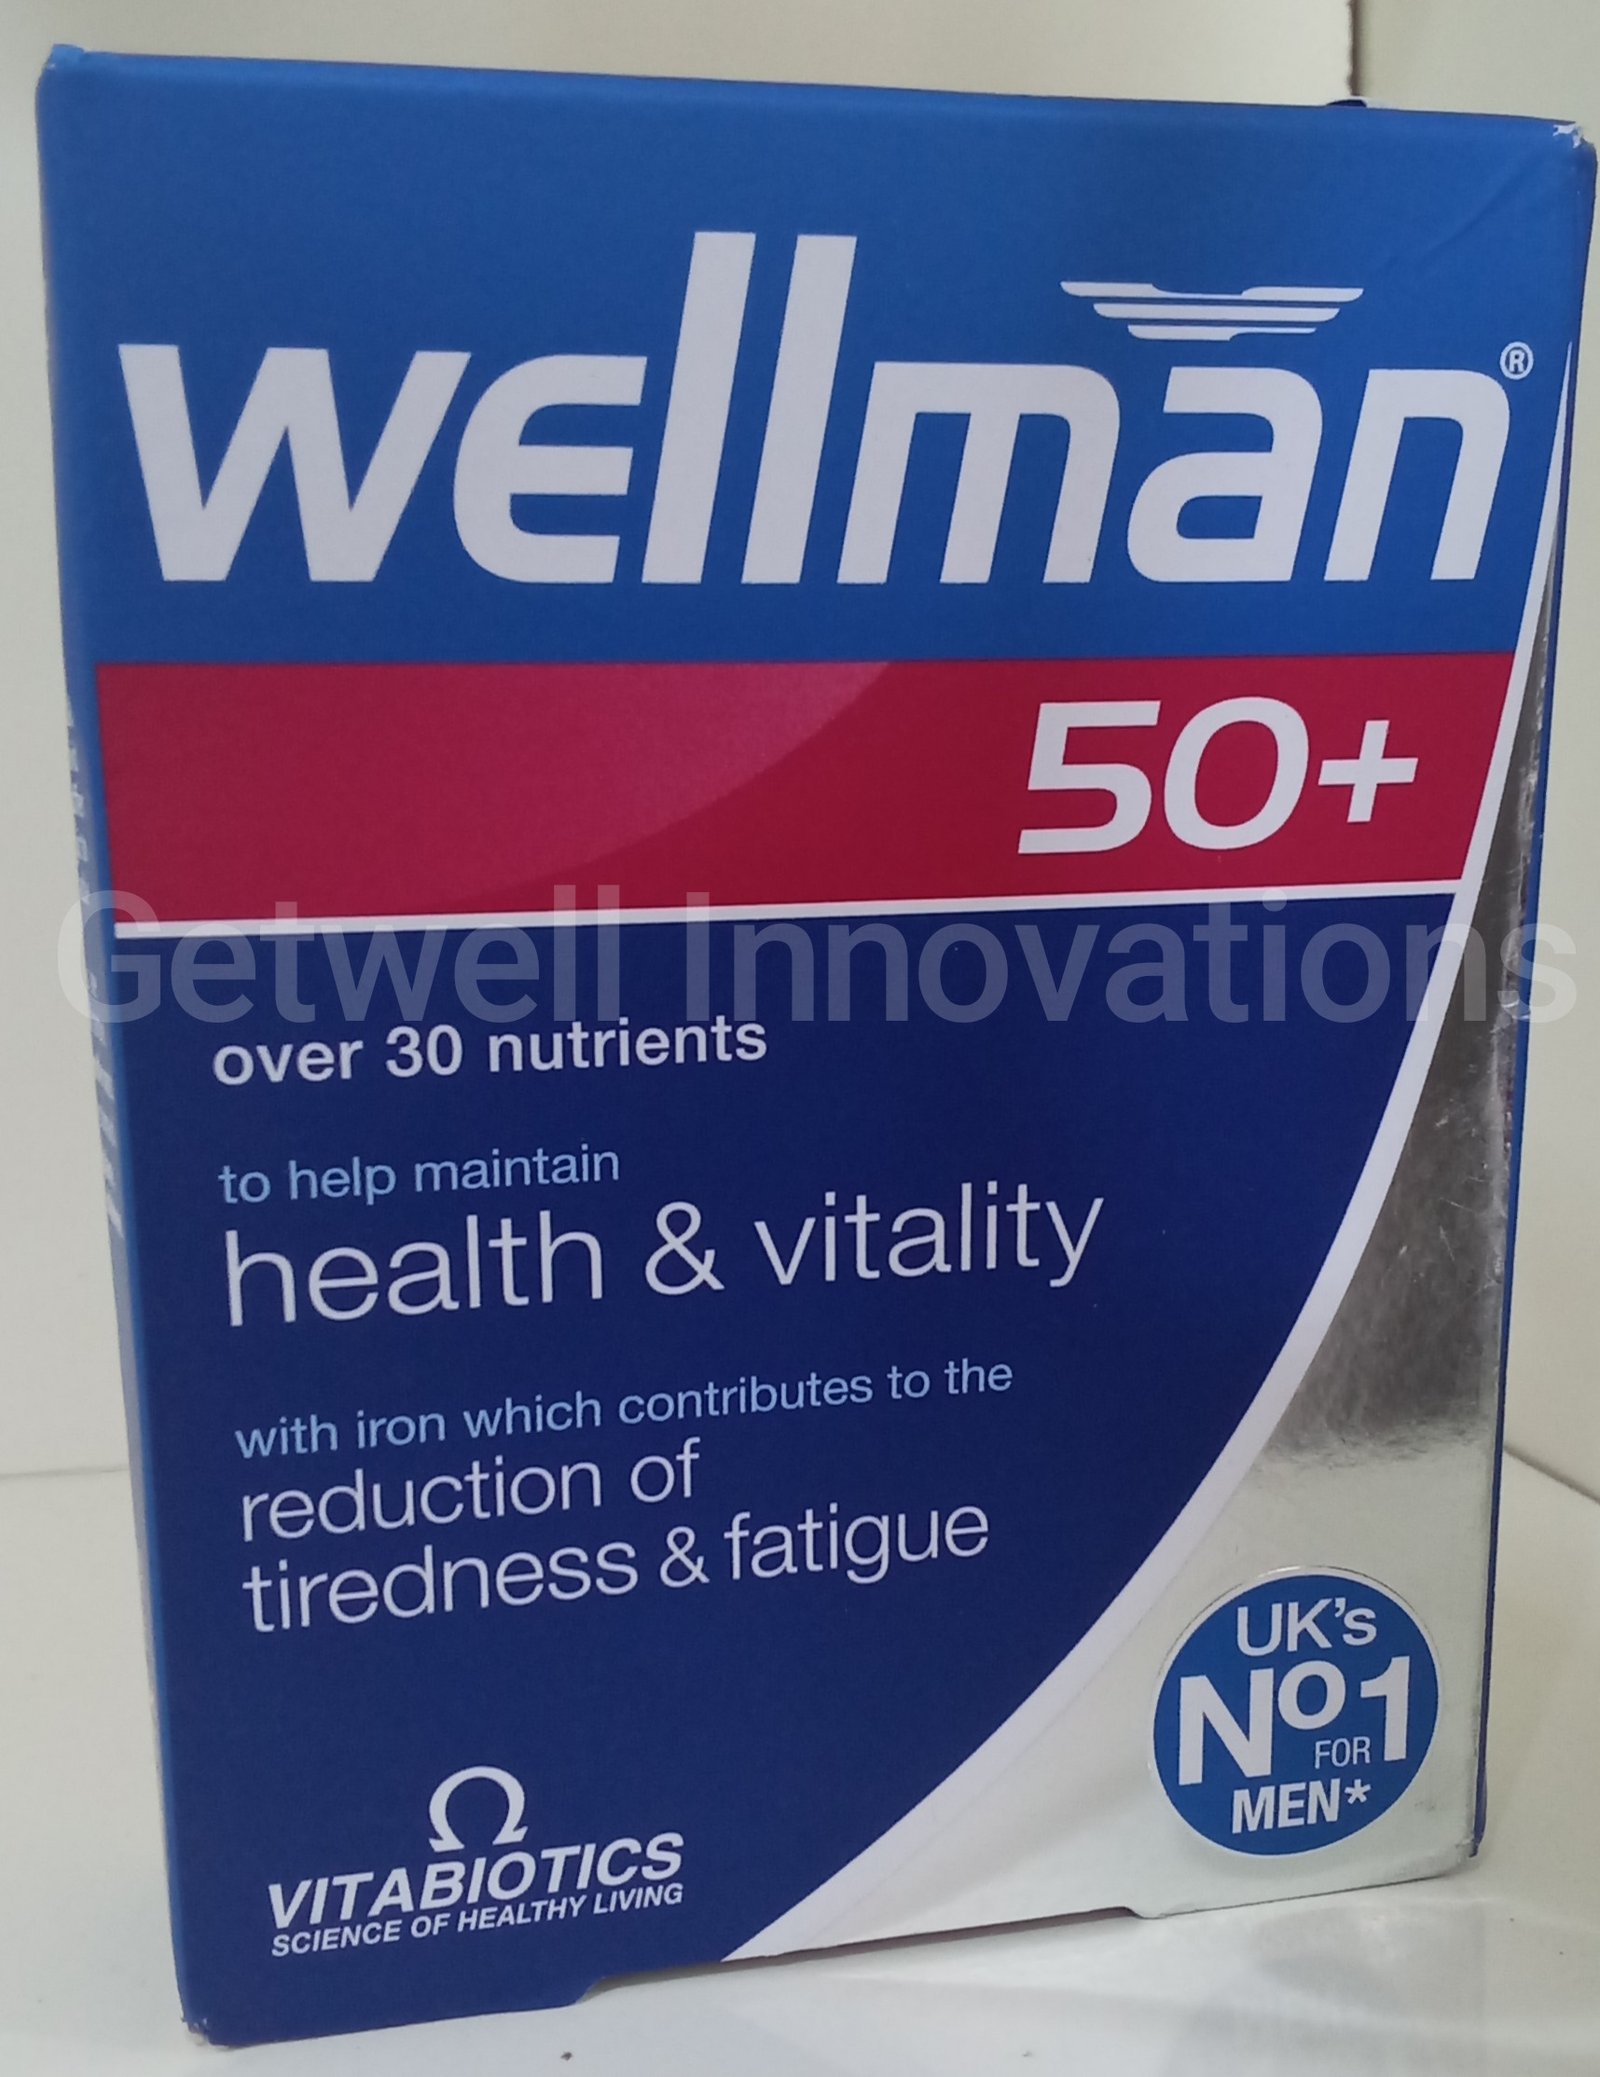 wellman®
50+
Getwell Innovations
over 30 nutrients
to help maintain
health & vitality
with iron which contributes to the
reduction of
tiredness & fatigue
UK's
No1
FOR
MEN*
VITABIOTICS
SCIENCE OF HEALTHY LIVING